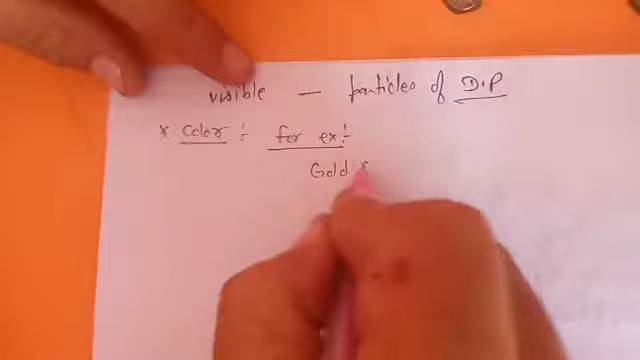 visible — particles of D.P
* Color :- for ex:-
Gold